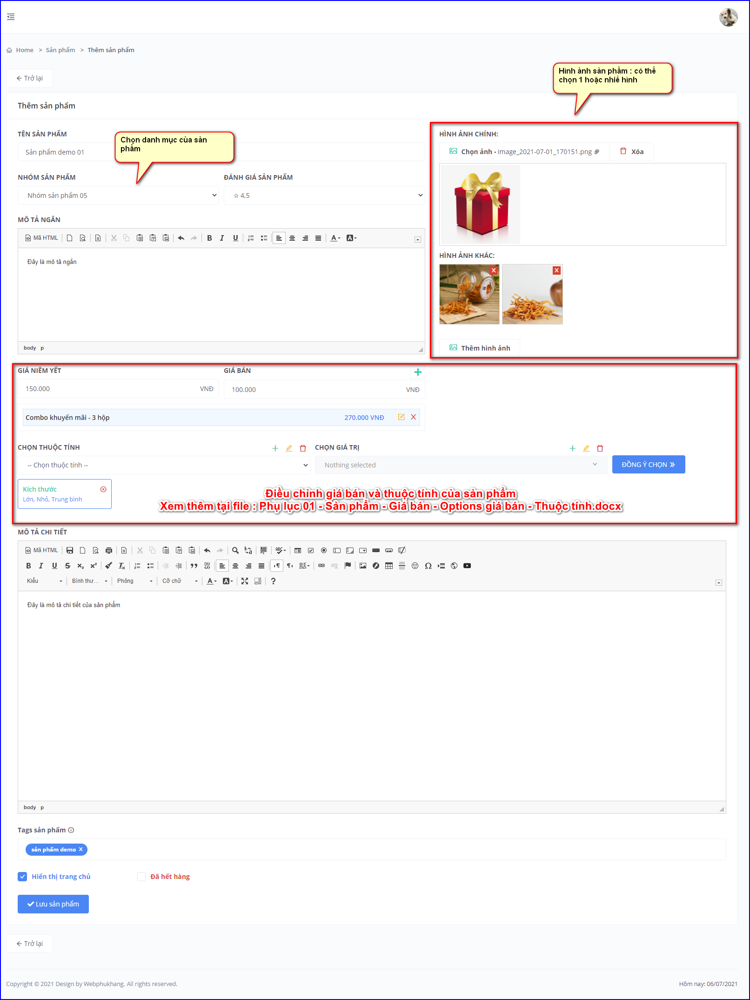 Home > Sản phẩm > Thêm sản phẩm
Trở lại
Hình ảnh sản phẩm : có thể
chọn 1 hoặc nhiề hình
Thêm sản phẩm
TÊN SẢN PHẨM
Sản phẩm demo 01
Chọn danh mục của sản
phẩm
NHÓM SẢN PHẨM
Nhóm sản phẩm 05
ĐÁNH GIÁ SẢN PHẨM
☆ 4,5
MÔ TẢ NGẮN
Mã HTML
Đây là mô tả ngắn
body p
HÌNH ẢNH CHÍNH:
Chọn ảnh - image_2021-07-01_170151.png
Xóa
HÌNH ẢNH KHÁC:
X
X
Thêm hình ảnh
GIÁ NIÊM YẾT
150.000 VNĐ
GIÁ BÁN
100.000 VNĐ
Combo khuyến mãi - 3 hộp 270.000 VNĐ
CHỌN THUỘC TÍNH
-- Chọn thuộc tính --
CHỌN GIÁ TRỊ
Nothing selected
ĐỒNG Ý CHỌN »
Kích thước
Lớn, Nhỏ, Trung bình
Điều chỉnh giá bán và thuộc tính của sản phẩm
Xem thêm tại file : Phụ lục 01 - Sản phẩm - Giá bán - Options giá bán - Thuộc tính.docx
MÔ TẢ CHI TIẾT
Mã HTML
Kiểu Bình thư... Phông Cỡ chữ
Đây là mô tả chi tiết của sản phẩm
body p
Tags sản phẩm
sản phẩm demo X
Hiển thị trang chủ
Đã hết hàng
Lưu sản phẩm
Trở lại
Copyright © 2021 Design by Webphukhang. All rights reserved.
Hôm nay: 06/07/2021